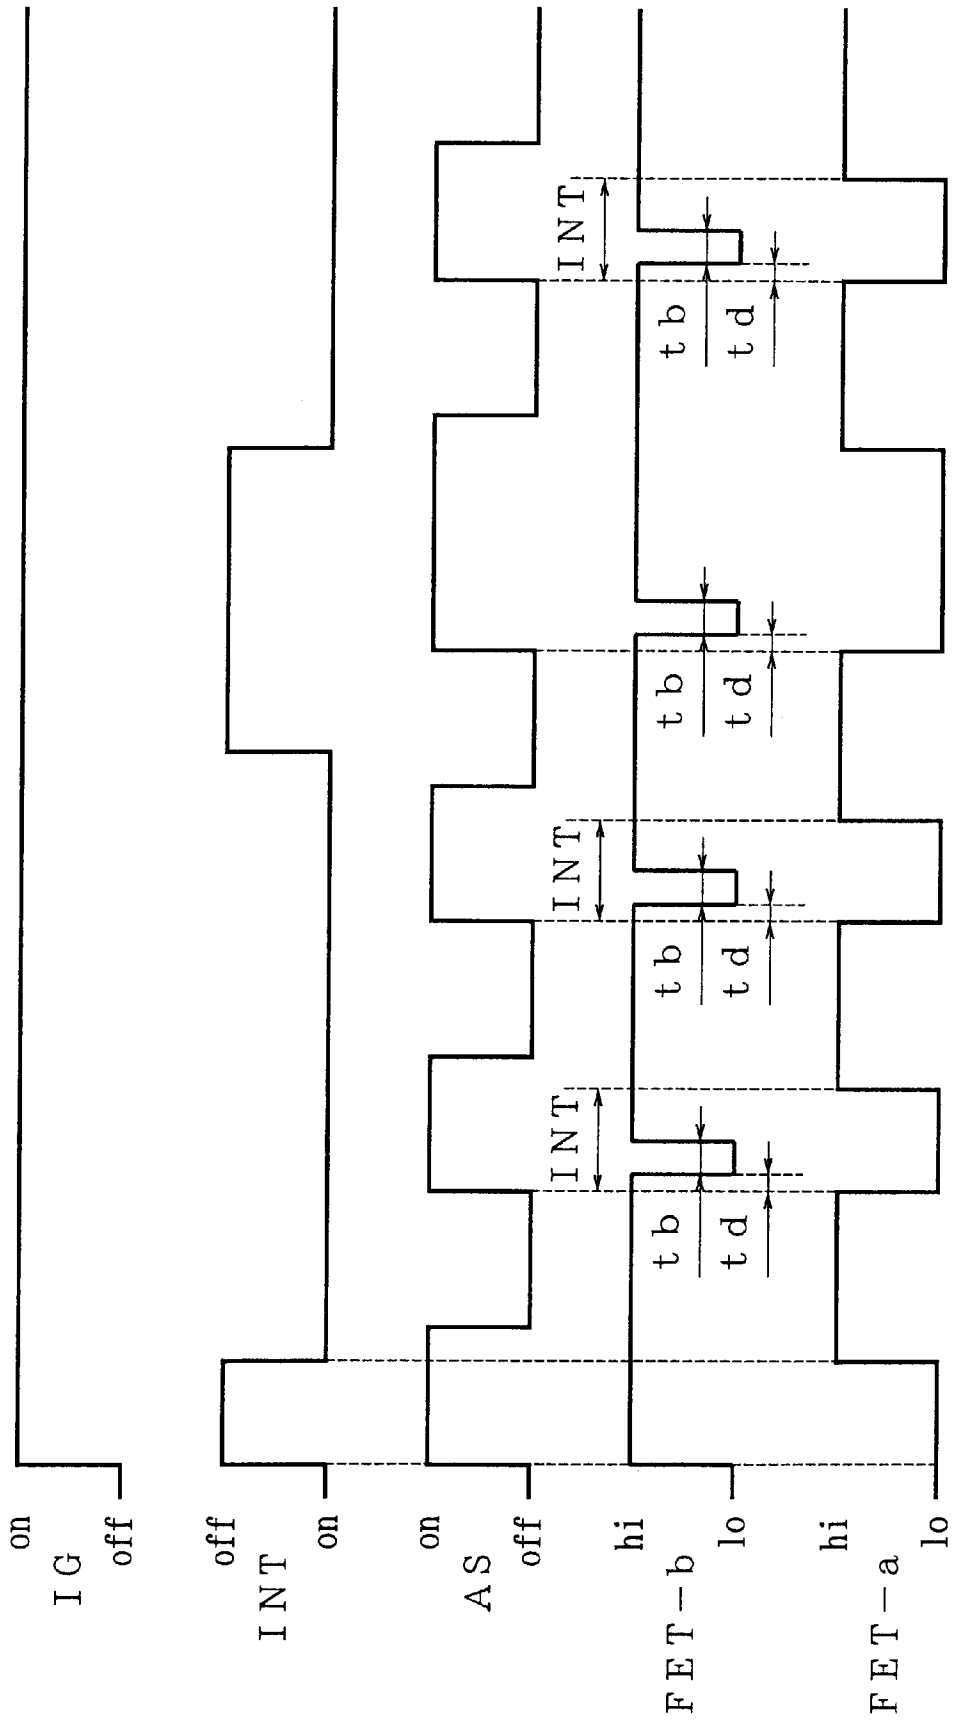 IG
on
off
INT
off
on
AS
on
off
INT
INT
INT
FET-b
hi
lo
tb
tb
tb
tb
td
td
td
td
FET-a
hi
lo